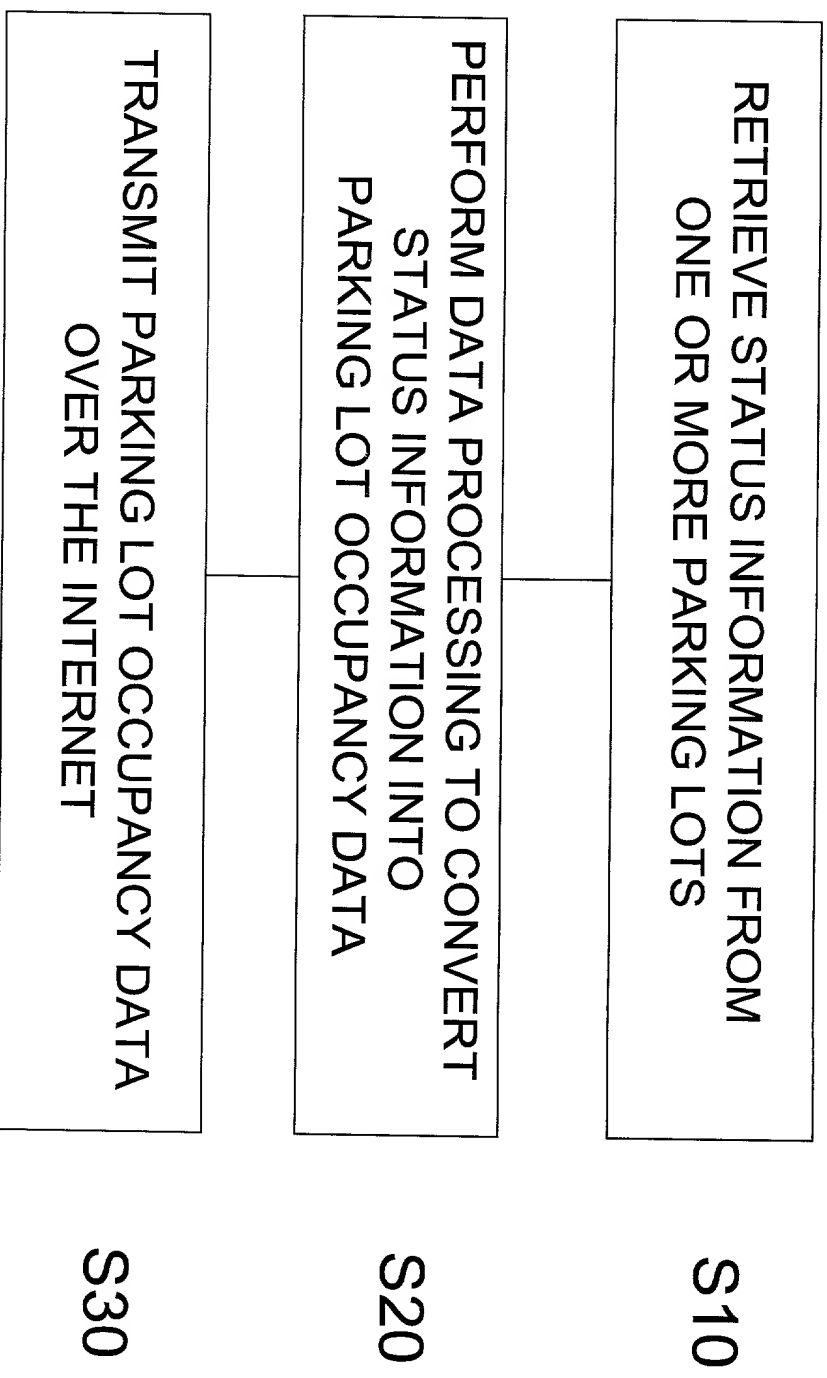 RETRIEVE STATUS INFORMATION FROM
ONE OR MORE PARKING LOTS
S10
PERFORM DATA PROCESSING TO CONVERT
STATUS INFORMATION INTO
PARKING LOT OCCUPANCY DATA
S20
TRANSMIT PARKING LOT OCCUPANCY DATA
OVER THE INTERNET
S30